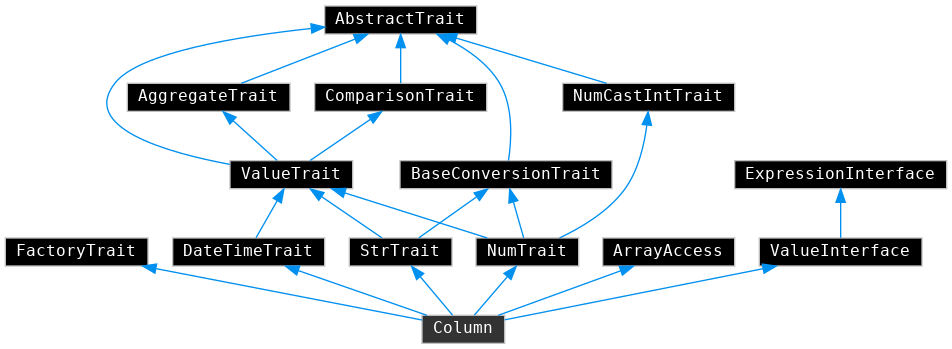 AbstractTrait
AggregateTrait
ComparisonTrait
NumCastIntTrait
ValueTrait
BaseConversionTrait
ExpressionInterface
FactoryTrait
DateTimeTrait
StrTrait
NumTrait
ArrayAccess
ValueInterface
Column